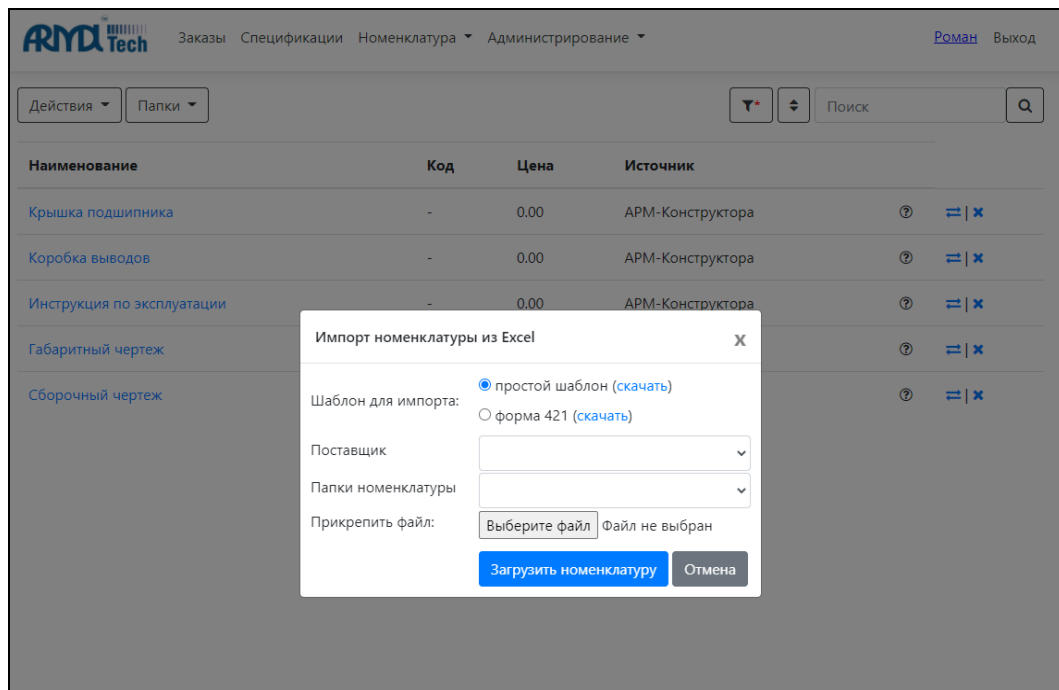 ARMA Tech TM
Заказы Спецификации Номенклатура Администрирование Роман Выход
Действия Папки * Поиск
Наименование Код Цена Источник
Крышка подшипника - 0.00 АРМ-Конструктора ? |
Коробка выводов - 0.00 АРМ-Конструктора ? |
Инструкция по эксплуатации - 0.00 АРМ-Конструктора ? |
Габаритный чертеж ? |
Сборочный чертеж ? |
Импорт номенклатуры из Excel x
Шаблон для импорта:
простой шаблон (скачать)
форма 421 (скачать)
Поставщик
Папки номенклатуры
Прикрепить файл: Выберите файл Файл не выбран
Загрузить номенклатуру Отмена